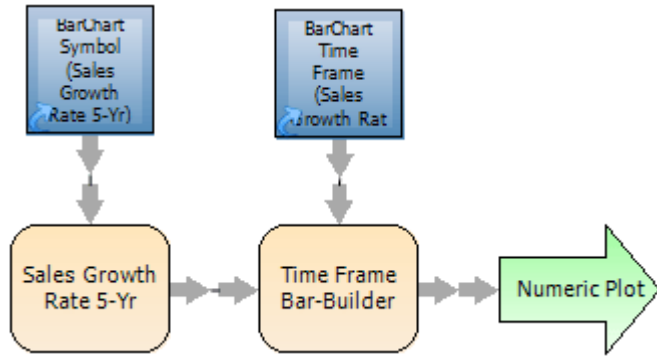 BarChart
Symbol
(Sales
Growth
Rate 5-Yr)
BarChart
Time
Frame
(Sales
Growth Rat
Sales Growth
Rate 5-Yr
Time Frame
Bar-Builder
Numeric Plot